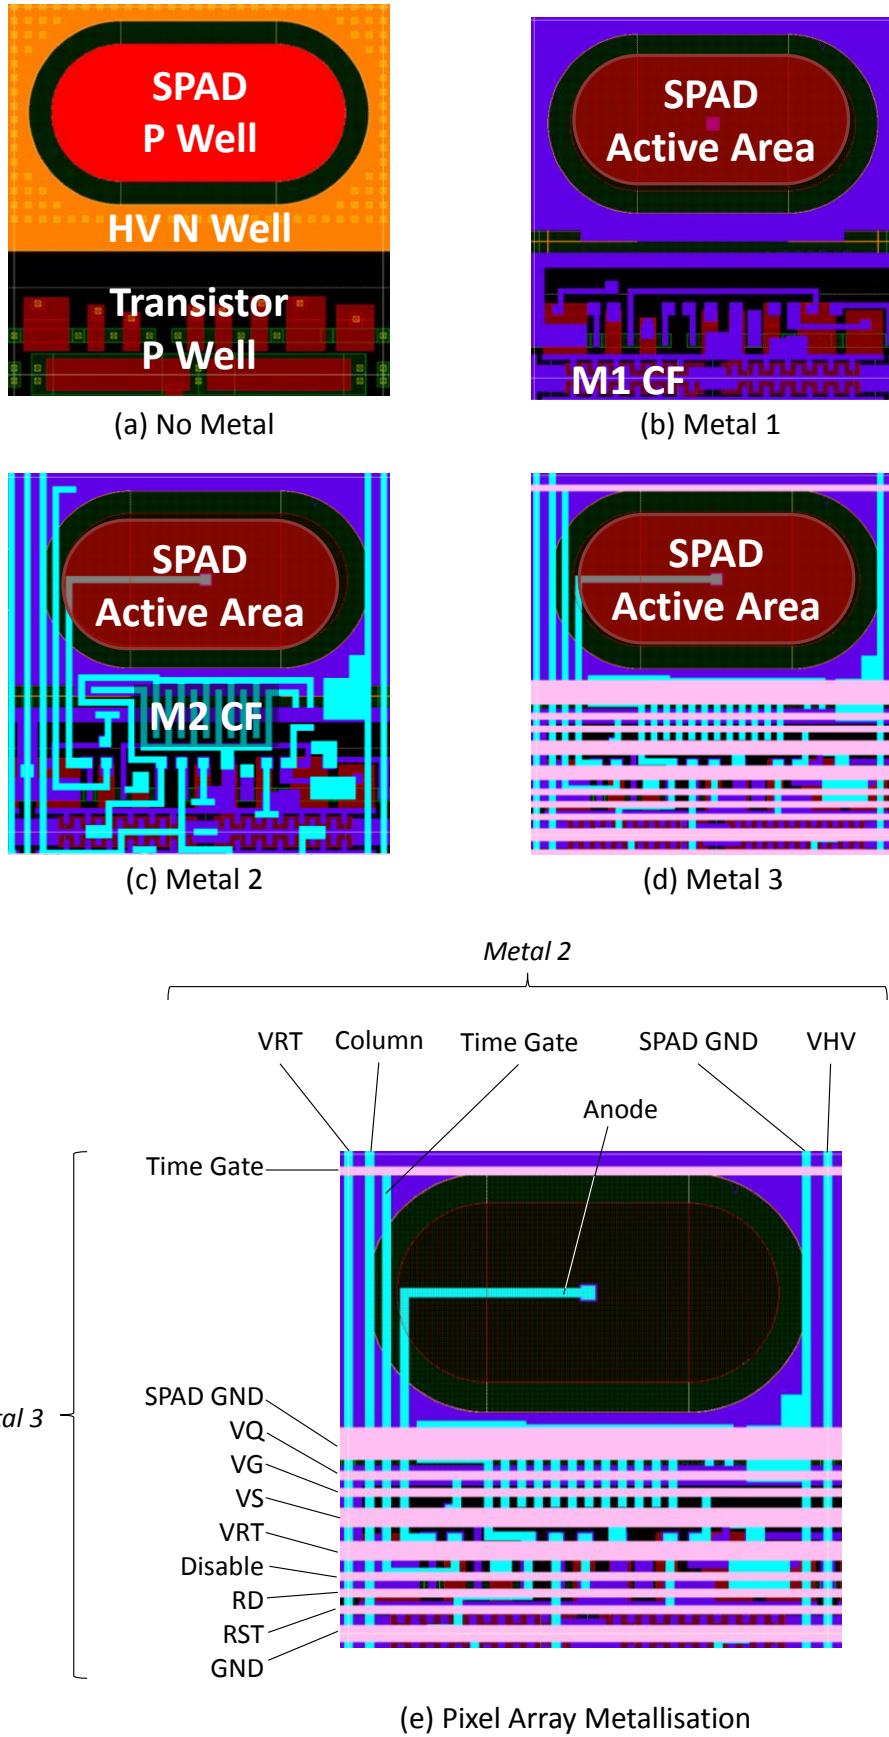 SPAD
P Well
HV N Well
Transistor
P Well
(a) No Metal
SPAD
Active Area
M1 CF
(b) Metal 1
SPAD
Active Area
M2 CF
(c) Metal 2
SPAD
Active Area
(d) Metal 3
Metal 2
VRT Column Time Gate SPAD GND VHV
Anode
Time Gate
tal 3
SPAD GND
VQ
VG
VS
VRT
Disable
RD
RST
GND
(e) Pixel Array Metallisation